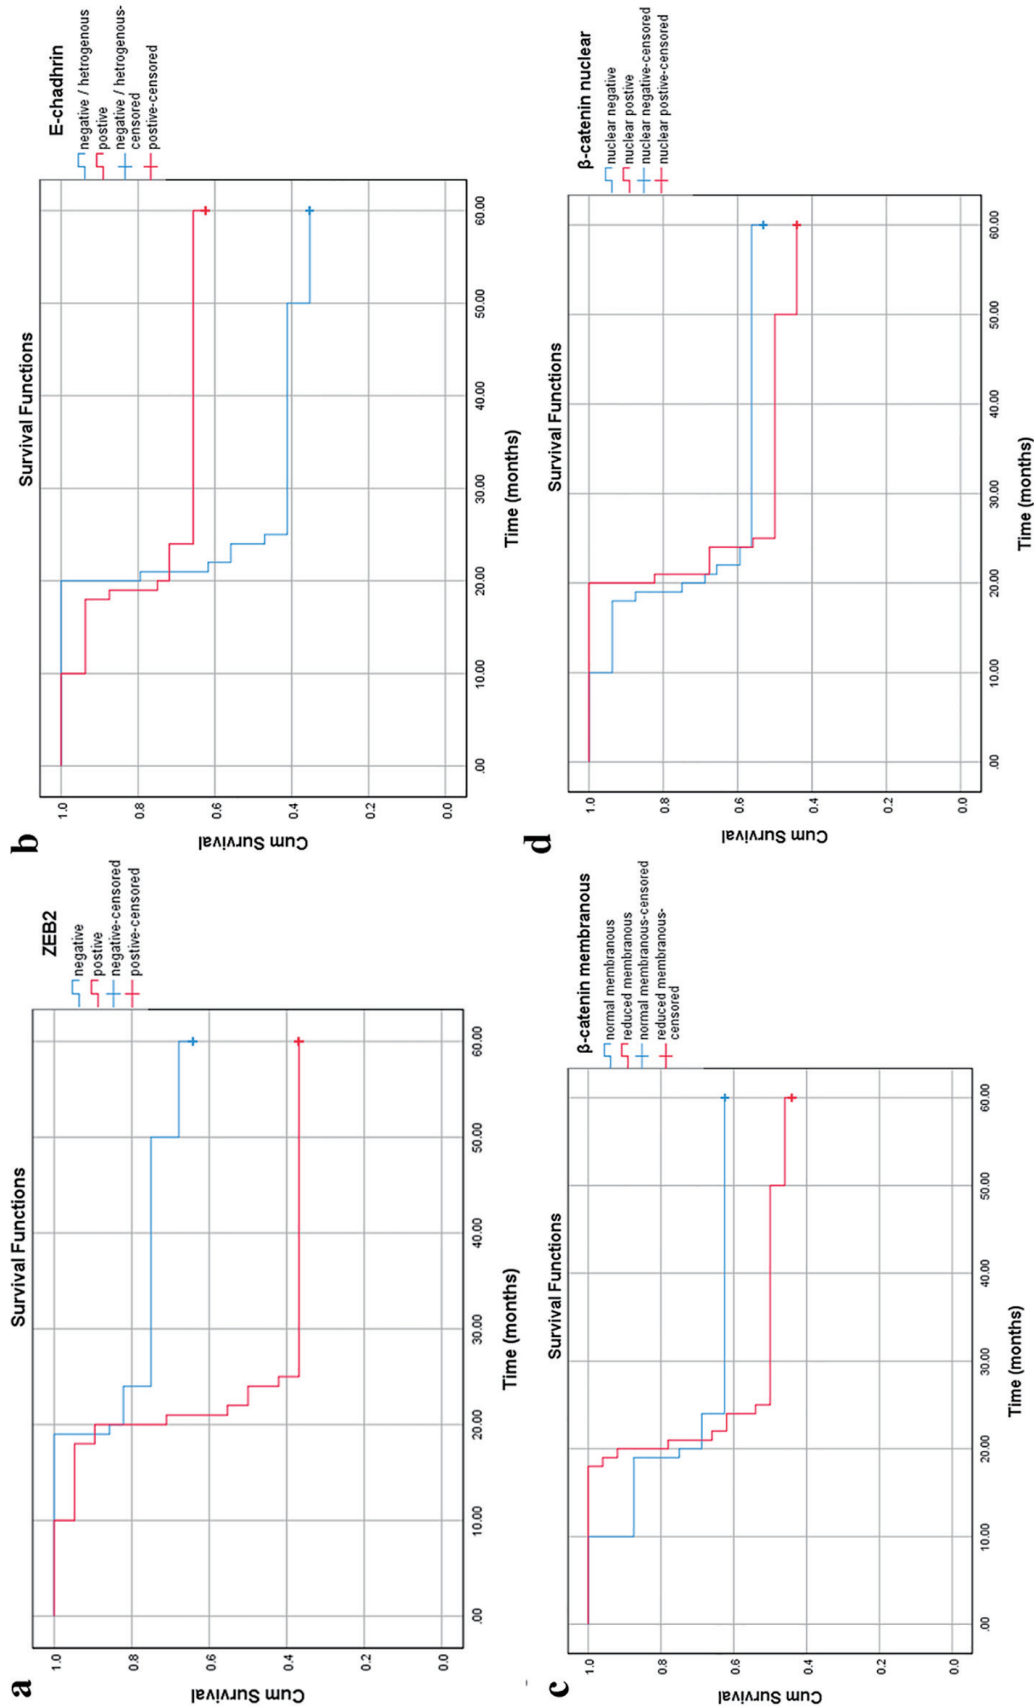 a
Survival Functions
Cum Survival
1.0
0.8
0.6
0.4
0.2
0.0
.00
10.00
20.00
30.00
40.00
50.00
60.00
Time (months)
ZEB2
negative
postive
negative-censored
postive-censored
b
Survival Functions
Cum Survival
1.0
0.8
0.6
0.4
0.2
0.0
.00
10.00
20.00
30.00
40.00
50.00
60.00
Time (months)
E-chadhrin
negative / hetrogenous
postive
negative / hetrogenous-
censored
postive-censored
c
Survival Functions
Cum Survival
1.0
0.8
0.6
0.4
0.2
0.0
.00
10.00
20.00
30.00
40.00
50.00
60.00
Time (months)
β-catenin membranous
normal membranous
reduced membranous
normal membranous-censored
reduced membranous-
censored
d
Survival Functions
Cum Survival
1.0
0.8
0.6
0.4
0.2
0.0
.00
10.00
20.00
30.00
40.00
50.00
60.00
Time (months)
β-catenin nuclear
nuclear negative
nuclear postive
nuclear negative-censored
nuclear postive-censored